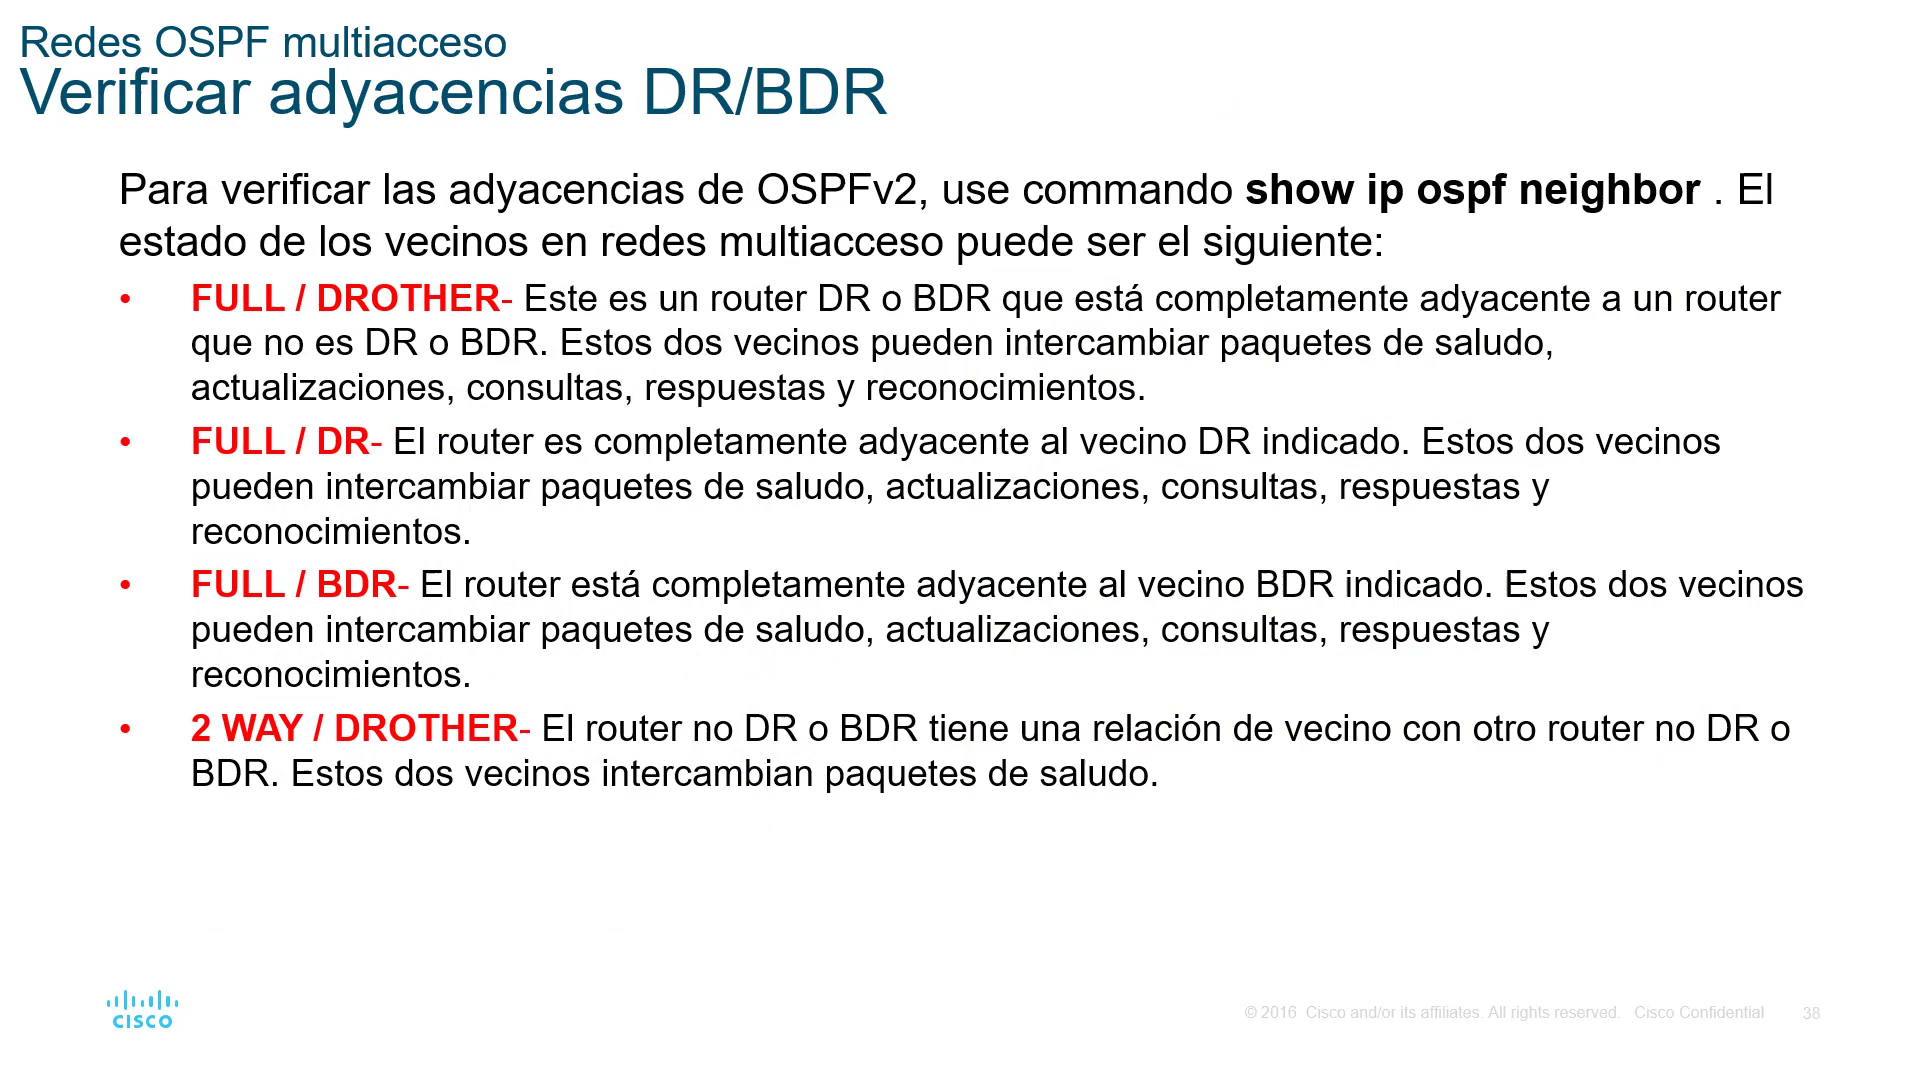 Redes OSPF multiacceso
Verificar adyacencias DR/BDR
Para verificar las adyacencias de OSPFv2, use commando show ip ospf neighbor . El
estado de los vecinos en redes multiacceso puede ser el siguiente:
• FULL / DROTHER- Este es un router DR o BDR que está completamente adyacente a un router
que no es DR o BDR. Estos dos vecinos pueden intercambiar paquetes de saludo,
actualizaciones, consultas, respuestas y reconocimientos.
• FULL / DR- El router es completamente adyacente al vecino DR indicado. Estos dos vecinos
pueden intercambiar paquetes de saludo, actualizaciones, consultas, respuestas y
reconocimientos.
• FULL / BDR- El router está completamente adyacente al vecino BDR indicado. Estos dos vecinos
pueden intercambiar paquetes de saludo, actualizaciones, consultas, respuestas y
reconocimientos.
• 2 WAY / DROTHER- El router no DR o BDR tiene una relación de vecino con otro router no DR o
BDR. Estos dos vecinos intercambian paquetes de saludo.
CISCO
© 2016 Cisco and/or its affiliates. All rights reserved. Cisco Confidential 38